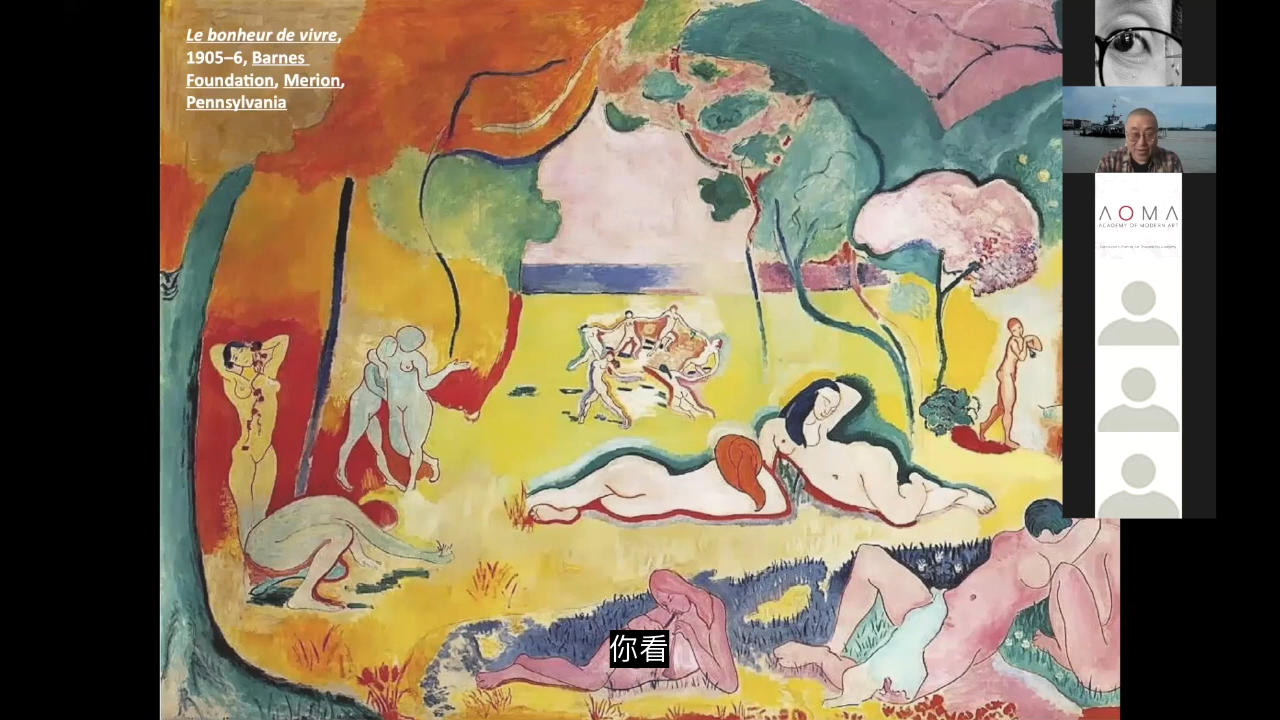 Le bonheur de vivre,
1905–6, Barnes
Foundation, Merion,
Pennsylvania
AOMA
ACADEMY OF MODERN ART
你看